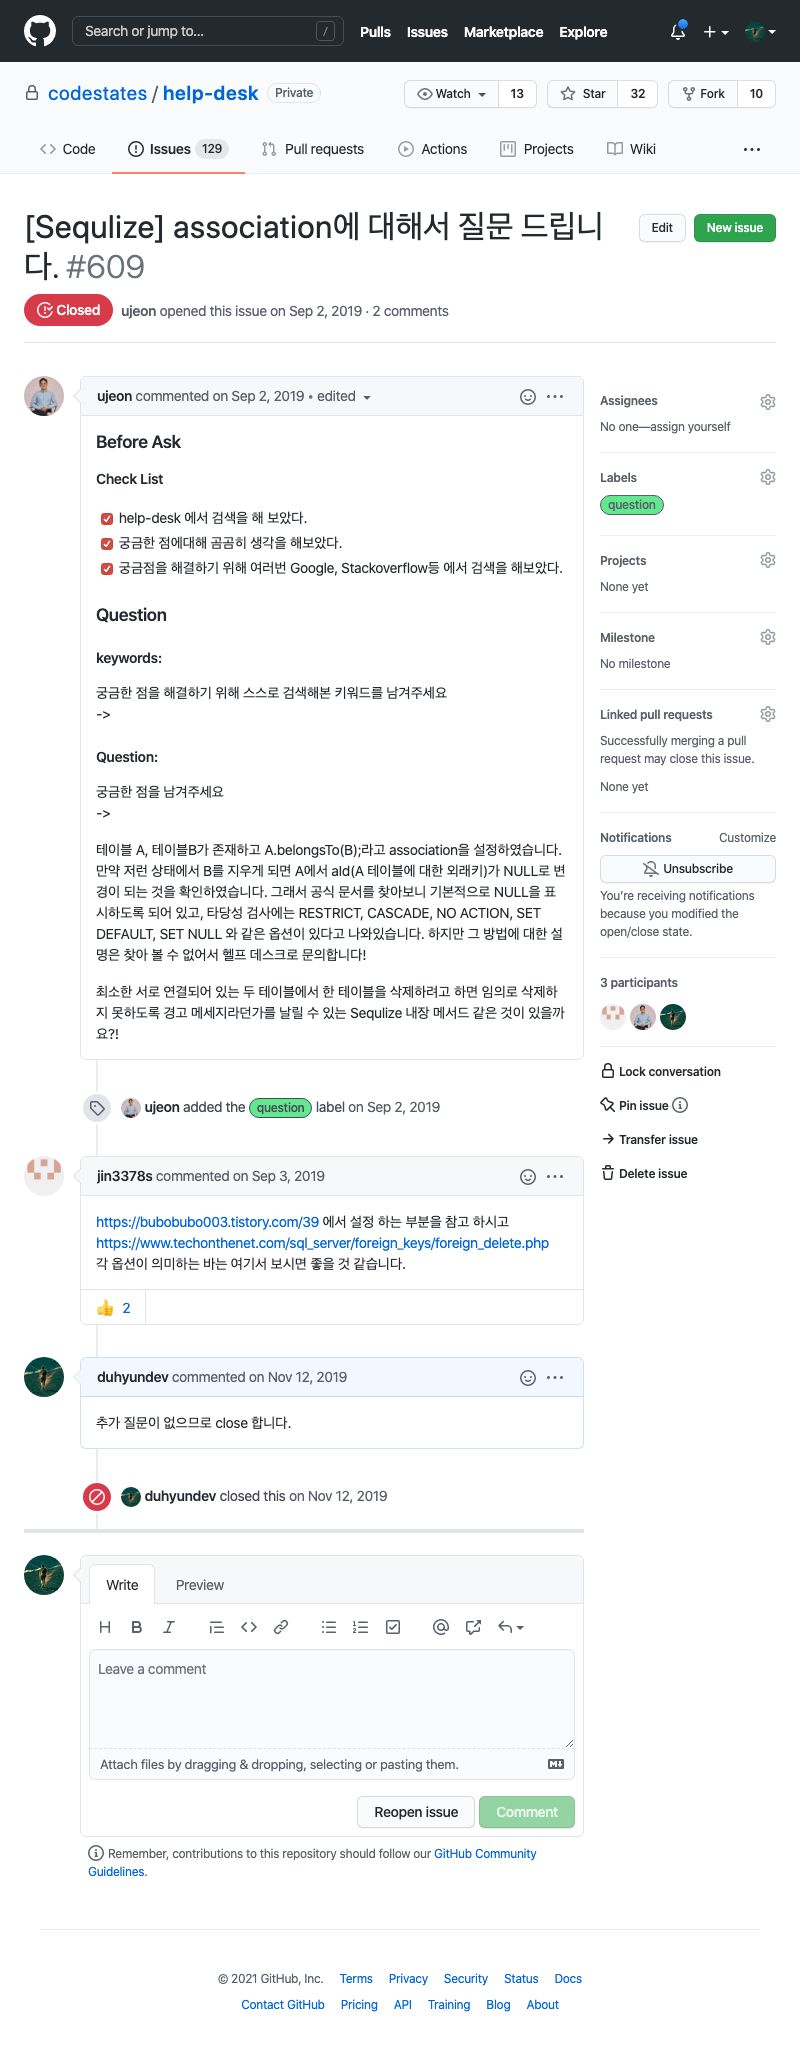 Search or jump to... /
Pulls Issues Marketplace Explore
codestates / help-desk Private
Watch 13 Star 32 Fork 10
Code Issues 129 Pull requests Actions Projects Wiki
[Sequlize] association에 대해서 질문 드립니
다. #609
Edit New issue
Closed ujeon opened this issue on Sep 2, 2019 · 2 comments
ujeon commented on Sep 2, 2019 • edited
Before Ask
Check List
help-desk 에서 검색을 해 보았다.
궁금한 점에대해 곰곰히 생각을 해보았다.
궁금점을 해결하기 위해 여러번 Google, Stackoverflow등 에서 검색을 해보았다.
Question
keywords:
궁금한 점을 해결하기 위해 스스로 검색해본 키워드를 남겨주세요
->
Question:
궁금한 점을 남겨주세요
->
테이블 A, 테이블B가 존재하고 A.belongsTo(B);라고 association을 설정하였습니다.
만약 저런 상태에서 B를 지우게 되면 A에서 aId(A 테이블에 대한 외래키)가 NULL로 변
경이 되는 것을 확인하였습니다. 그래서 공식 문서를 찾아보니 기본적으로 NULL을 표
시하도록 되어 있고, 타당성 검사에는 RESTRICT, CASCADE, NO ACTION, SET
DEFAULT, SET NULL 와 같은 옵션이 있다고 나와있습니다. 하지만 그 방법에 대한 설
명은 찾아 볼 수 없어서 헬프 데스크로 문의합니다!
최소한 서로 연결되어 있는 두 테이블에서 한 테이블을 삭제하려고 하면 임의로 삭제하
지 못하도록 경고 메세지라던가를 날릴 수 있는 Sequlize 내장 메서드 같은 것이 있을까
요?!
ujeon added the question label on Sep 2, 2019
jin3378s commented on Sep 3, 2019
https://bubobubo003.tistory.com/39 에서 설정 하는 부분을 참고 하시고
https://www.techonthenet.com/sql_server/foreign_keys/foreign_delete.php
각 옵션이 의미하는 바는 여기서 보시면 좋을 것 같습니다.
👍 2
duhyundev commented on Nov 12, 2019
추가 질문이 없으므로 close 합니다.
duhyundev closed this on Nov 12, 2019
Write Preview
Leave a comment
Attach files by dragging & dropping, selecting or pasting them.
Reopen issue Comment
Remember, contributions to this repository should follow our GitHub Community
Guidelines.
Assignees
No one—assign yourself
Labels
question
Projects
None yet
Milestone
No milestone
Linked pull requests
Successfully merging a pull
request may close this issue.
None yet
Notifications Customize
Unsubscribe
You're receiving notifications
because you modified the
open/close state.
3 participants
Lock conversation
Pin issue
Transfer issue
Delete issue
© 2021 GitHub, Inc. Terms Privacy Security Status Docs
Contact GitHub Pricing API Training Blog About